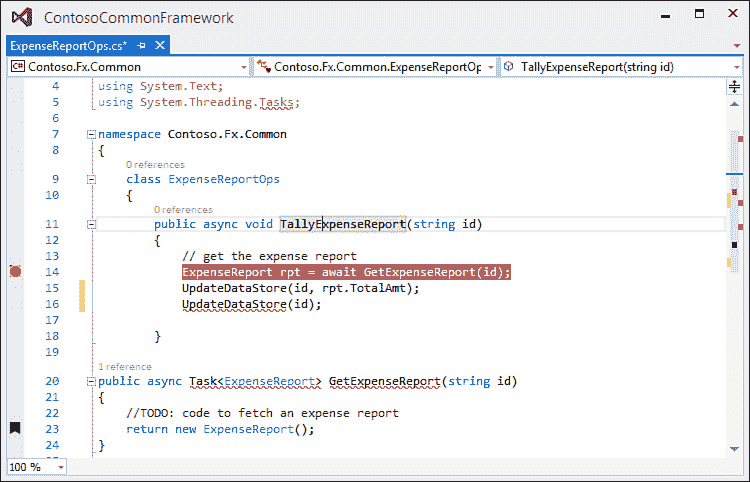 ContosoCommonFramework
ExpenseReportOps.cs*
C# Contoso.Fx.Common Contoso.Fx.Common.ExpenseReportOp TallyExpenseReport(string id)
4 using System.Text;
5 using System.Threading.Tasks;
6
7 namespace Contoso.Fx.Common
8 {
0 references
9 class ExpenseReportOps
10 {
0 references
11 public async void TallyExpenseReport(string id)
12 {
13 // get the expense report
14 ExpenseReport rpt = await GetExpenseReport(id);
15 UpdateDataStore(id, rpt.TotalAmt);
16 UpdateDataStore(id);
17
18 }
19
1 reference
20 public async Task<ExpenseReport> GetExpenseReport(string id)
21 {
22 //TODO: code to fetch an expense report
23 return new ExpenseReport();
24 }
100 %